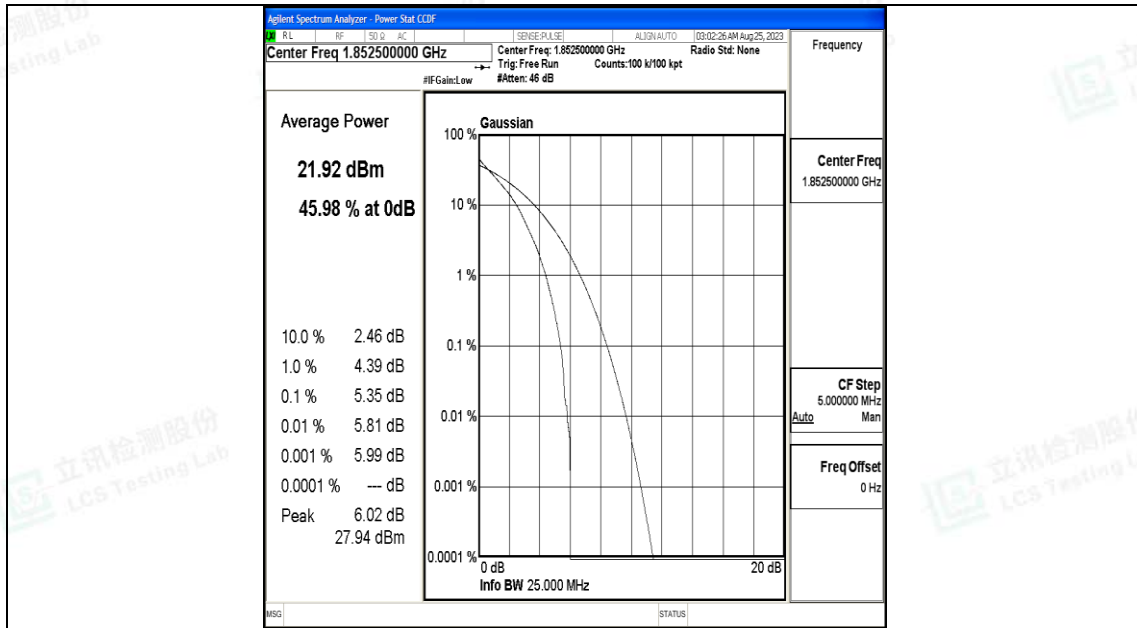 Agilent Spectrum Analyzer - Power Stat CCDF
LXI RL RF 50 Ω AC SENSE:PULSE ALIGN AUTO 03:02:26 AM Aug 25, 2023
Center Freq 1.852500000 GHz
Center Freq: 1.852500000 GHz Radio Std: None
Trig: Free Run Counts:100 k/100 kpt
#IFGain:Low #Atten: 46 dB
Frequency
Average Power
21.92 dBm
45.98 % at 0dB
10.0 % 2.46 dB
1.0 % 4.39 dB
0.1 % 5.35 dB
0.01 % 5.81 dB
0.001 % 5.99 dB
0.0001 % --- dB
Peak 6.02 dB
27.94 dBm
Gaussian
100 %
10 %
1 %
0.1 %
0.01 %
0.001 %
0.0001 %
0 dB 20 dB
Info BW 25.000 MHz
Center Freq
1.852500000 GHz
CF Step
5.000000 MHz
Auto Man
Freq Offset
0 Hz
MSG STATUS
立讯检测股份
LCS Testing Lab